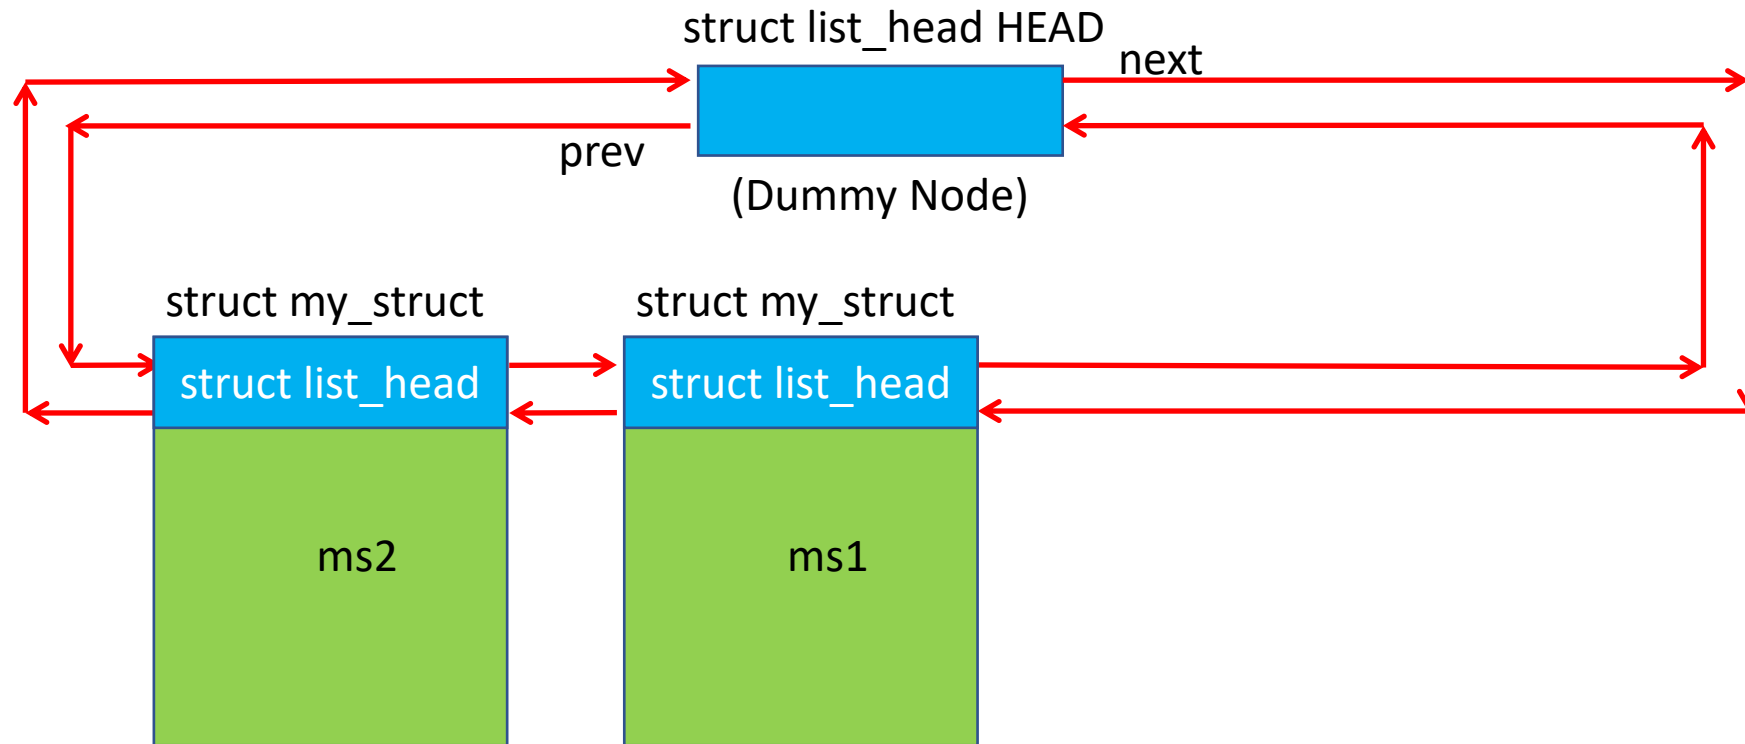 struct list_head HEAD
next
prev
(Dummy Node)
struct my_struct
struct my_struct
struct list_head
struct list_head
ms2
ms1